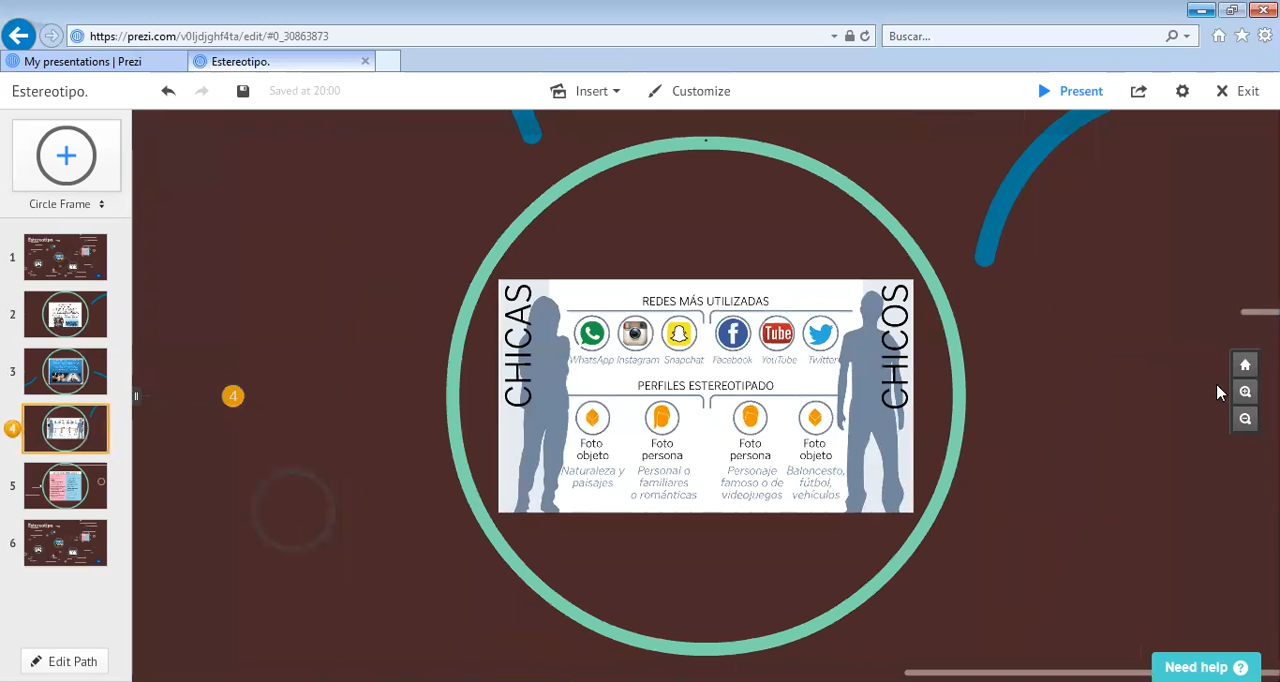 https://prezi.com/v0ljdjghf4ta/edit/#0_30863873
Buscar...
My presentations | Prezi
Estereotipo.
Estereotipo.
Saved at 20:00
Insert
Customize
Present
Exit
Circle Frame
1
2
3
4
5
6
Edit Path
4
CHICAS
REDES MÁS UTILIZADAS
WhatsApp Instagram Snapchat Facebook YouTube Twitter
Tube
PERFILES ESTEREOTIPADO
Foto objeto
Naturaleza y paisajes
Foto persona
Personal o familiares o románticas
Foto persona
Personaje famoso o de videojuegos
Foto objeto
Baloncesto, fútbol, vehículos
CHICOS
Need help ?